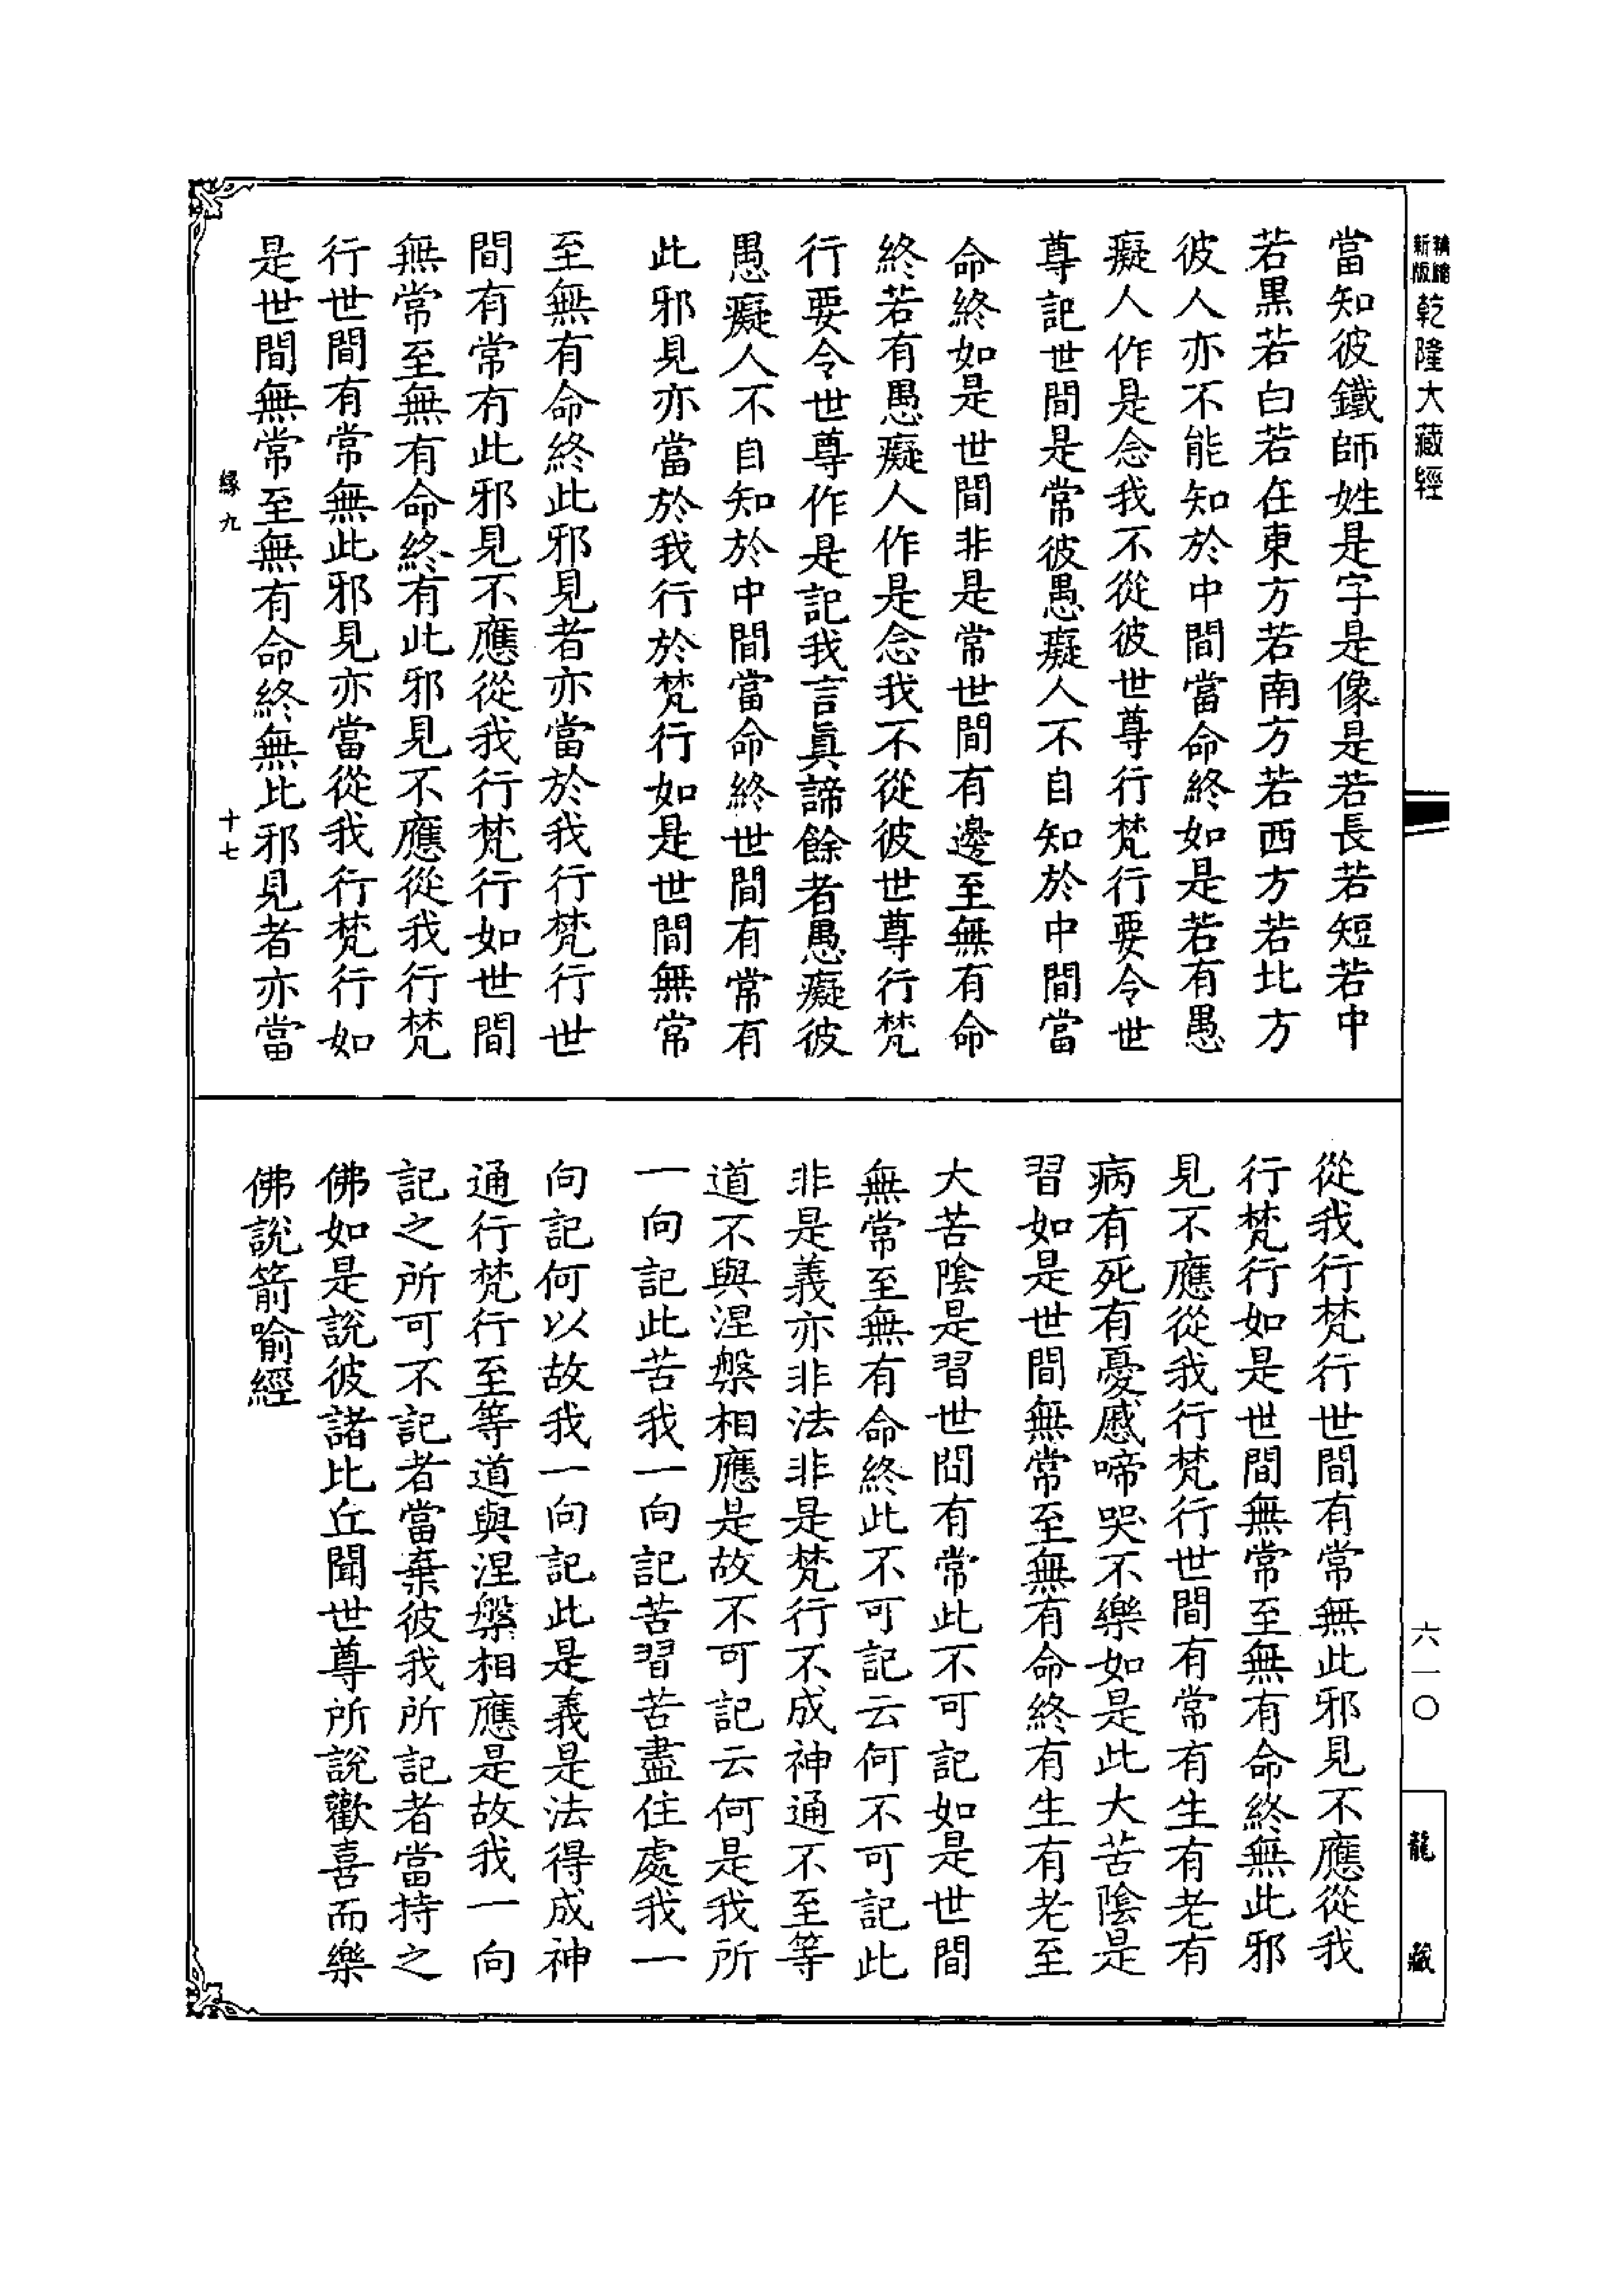 精縮新版乾隆大藏經
當知彼鐵師姓是字是像是若長若短若中
若黑若白若在東方若南方若西方若北方
彼人亦不能知於中間當命終如是若有愚
癡人作是念我不從彼世尊行梵行要令世
尊記世間是常彼愚癡人不自知於中間當
命終如是世間非是常世間有邊至無有命
終若有愚癡人作是念我不從彼世尊行梵
行要令世尊作是記我言眞諦餘者愚癡彼
愚癡人不自知於中間當命終世間有常有
此邪見亦當於我行於梵行如是世間無常
至無有命終此邪見者亦當於我行梵行世
間有常有此邪見不應從我行梵行如世間
無常至無有命終有此邪見不應從我行梵
行世間有常無此邪見亦當從我行梵行如
是世間無常至無有命終無此邪見者亦當
緣九 十七
從我行梵行世間有常無此邪見不應從我
行梵行如是世間無常至無有命終無此邪
見不應從我行梵行世間有常有生有老有
病有死有憂慼啼哭不樂如是此大苦陰是
習如是世間無常至無有命終有生有老至
大苦陰是習世間有常此不可記如是世間
無常至無有命終此不可記云何不可記此
非是義亦非法非是梵行不成神通不至等
道不與涅槃相應是故不可記云何是我所
一向記此苦我一向記苦習苦盡住處我一
向記何以故我一向記此是義是法得成神
通行梵行至等道與涅槃相應是故我一向
記之所可不記者當棄彼我所記者當持之
佛如是說彼諸比丘聞世尊所說歡喜而樂
佛說箭喻經
六一〇
龍藏